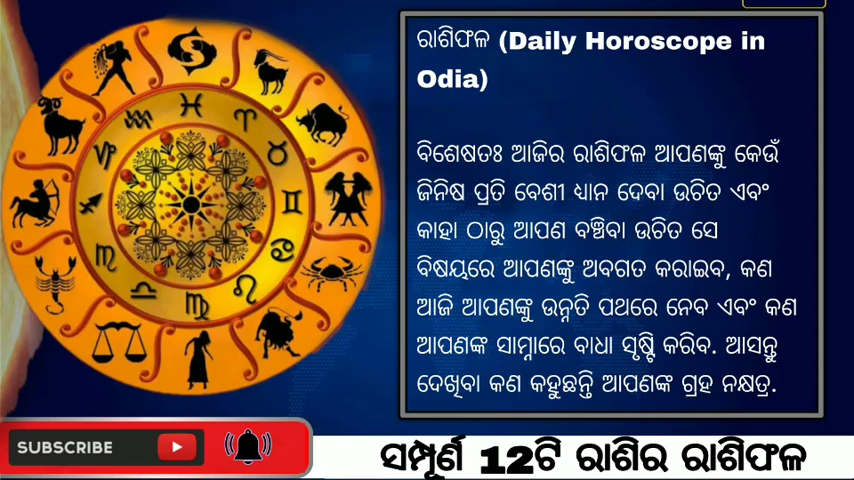 ରାଶିଫଳ (Daily Horoscope in
Odia)
ବିଶେଷତଃ ଆଜିର ରାଶିଫଳ ଆପଣଙ୍କୁ କେଉଁ
ଜିନିଷ ପ୍ରତି ବେଶୀ ଧ୍ୟାନ ଦେବା ଉଚିତ ଏବଂ
କାହା ଠାରୁ ଆପଣ ବଞ୍ଚିବା ଉଚିତ ସେ
ବିଷୟରେ ଆପଣଙ୍କୁ ଅବଗତ କରାଇବ, କଣ
ଆଜି ଆପଣଙ୍କୁ ଉନ୍ନତି ପଥରେ ନେବ ଏବଂ କଣ
ଆପଣଙ୍କ ସାମ୍ନାରେ ବାଧା ସୃଷ୍ଟି କରିବ. ଆସନ୍ତୁ
ଦେଖିବା କଣ କହୁଛନ୍ତି ଆପଣଙ୍କ ଗ୍ରହ ନକ୍ଷତ୍ର.
SUBSCRIBE
ସମ୍ପୂର୍ଣ 12ଟି ରାଶିର ରାଶିଫଳ